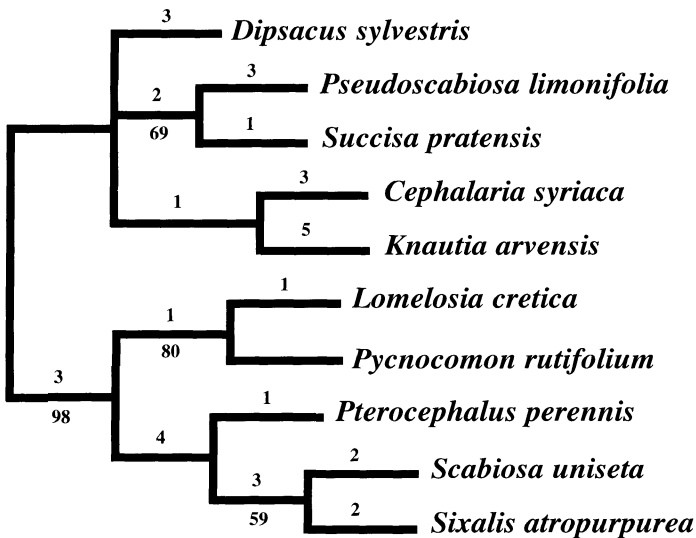 3
Dipsacus sylvestris
3
Pseudoscabiosa limonifolia
2
69
1
Succisa pratensis
3
Cephalaria syriaca
1
5
Knautia arvensis
1
Lomelosia cretica
1
80
Pycnocomon rutifolium
3
98
1
Pterocephalus perennis
4
2
Scabiosa uniseta
3
59
2
Sixalis atropurpurea